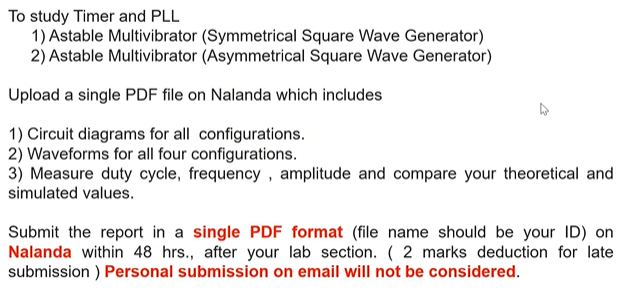 To study Timer and PLL
1) Astable Multivibrator (Symmetrical Square Wave Generator)
2) Astable Multivibrator (Asymmetrical Square Wave Generator)
Upload a single PDF file on Nalanda which includes
1) Circuit diagrams for all configurations.
2) Waveforms for all four configurations.
3) Measure duty cycle, frequency , amplitude and compare your theoretical and
simulated values.
Submit the report in a single PDF format (file name should be your ID) on
Nalanda within 48 hrs., after your lab section. ( 2 marks deduction for late
submission ) Personal submission on email will not be considered.